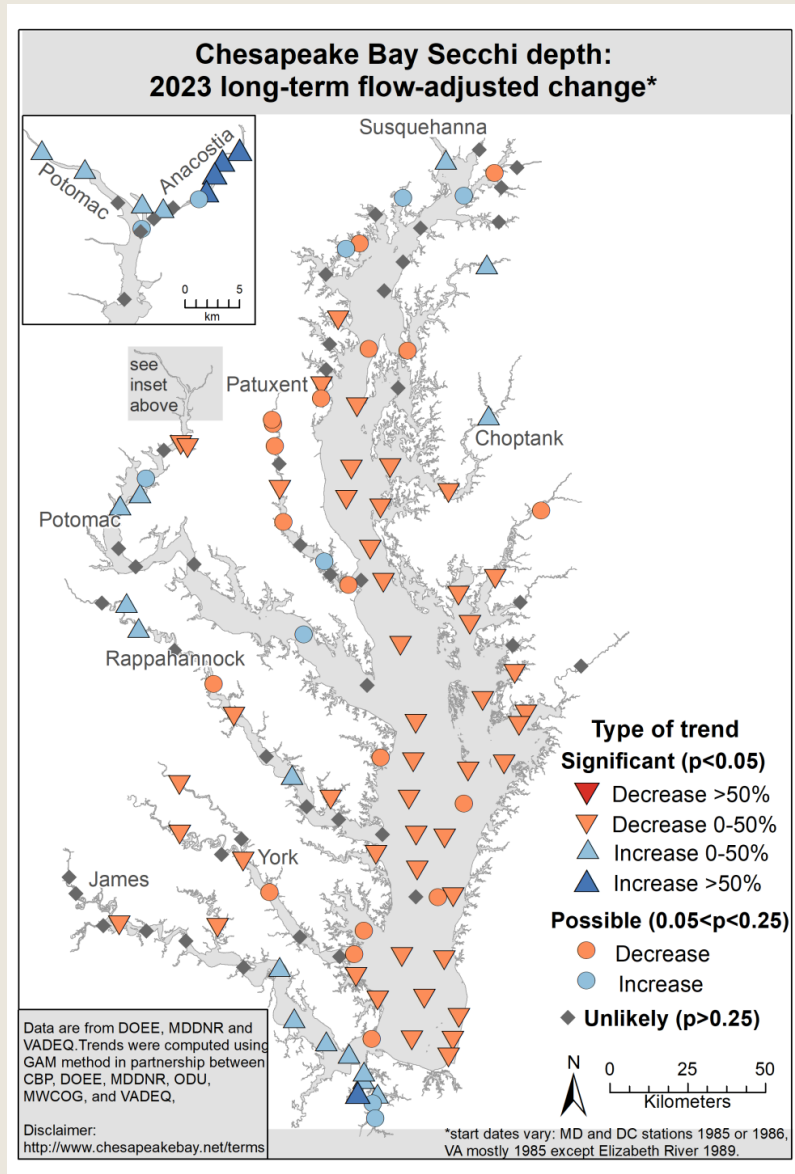 Chesapeake Bay Secchi depth:
2023 long-term flow-adjusted change*
Susquehanna
Potomac
Anacostia
0 5
km
see
inset
above
Patuxent
Choptank
Potomac
Rappahannock
York
James
Type of trend
Significant (p<0.05)
Decrease >50%
Decrease 0-50%
Increase 0-50%
Increase >50%
Possible (0.05<p<0.25)
Decrease
Increase
Unlikely (p>0.25)
N
0 25 50
Kilometers
Data are from DOEE, MDDNR and
VADEQ.Trends were computed using
GAM method in partnership between
CBP, DOEE, MDDNR, ODU,
MWCOG, and VADEQ,
Disclaimer:
http://www.chesapeakebay.net/terms
*start dates vary: MD and DC stations 1985 or 1986,
VA mostly 1985 except Elizabeth River 1989.